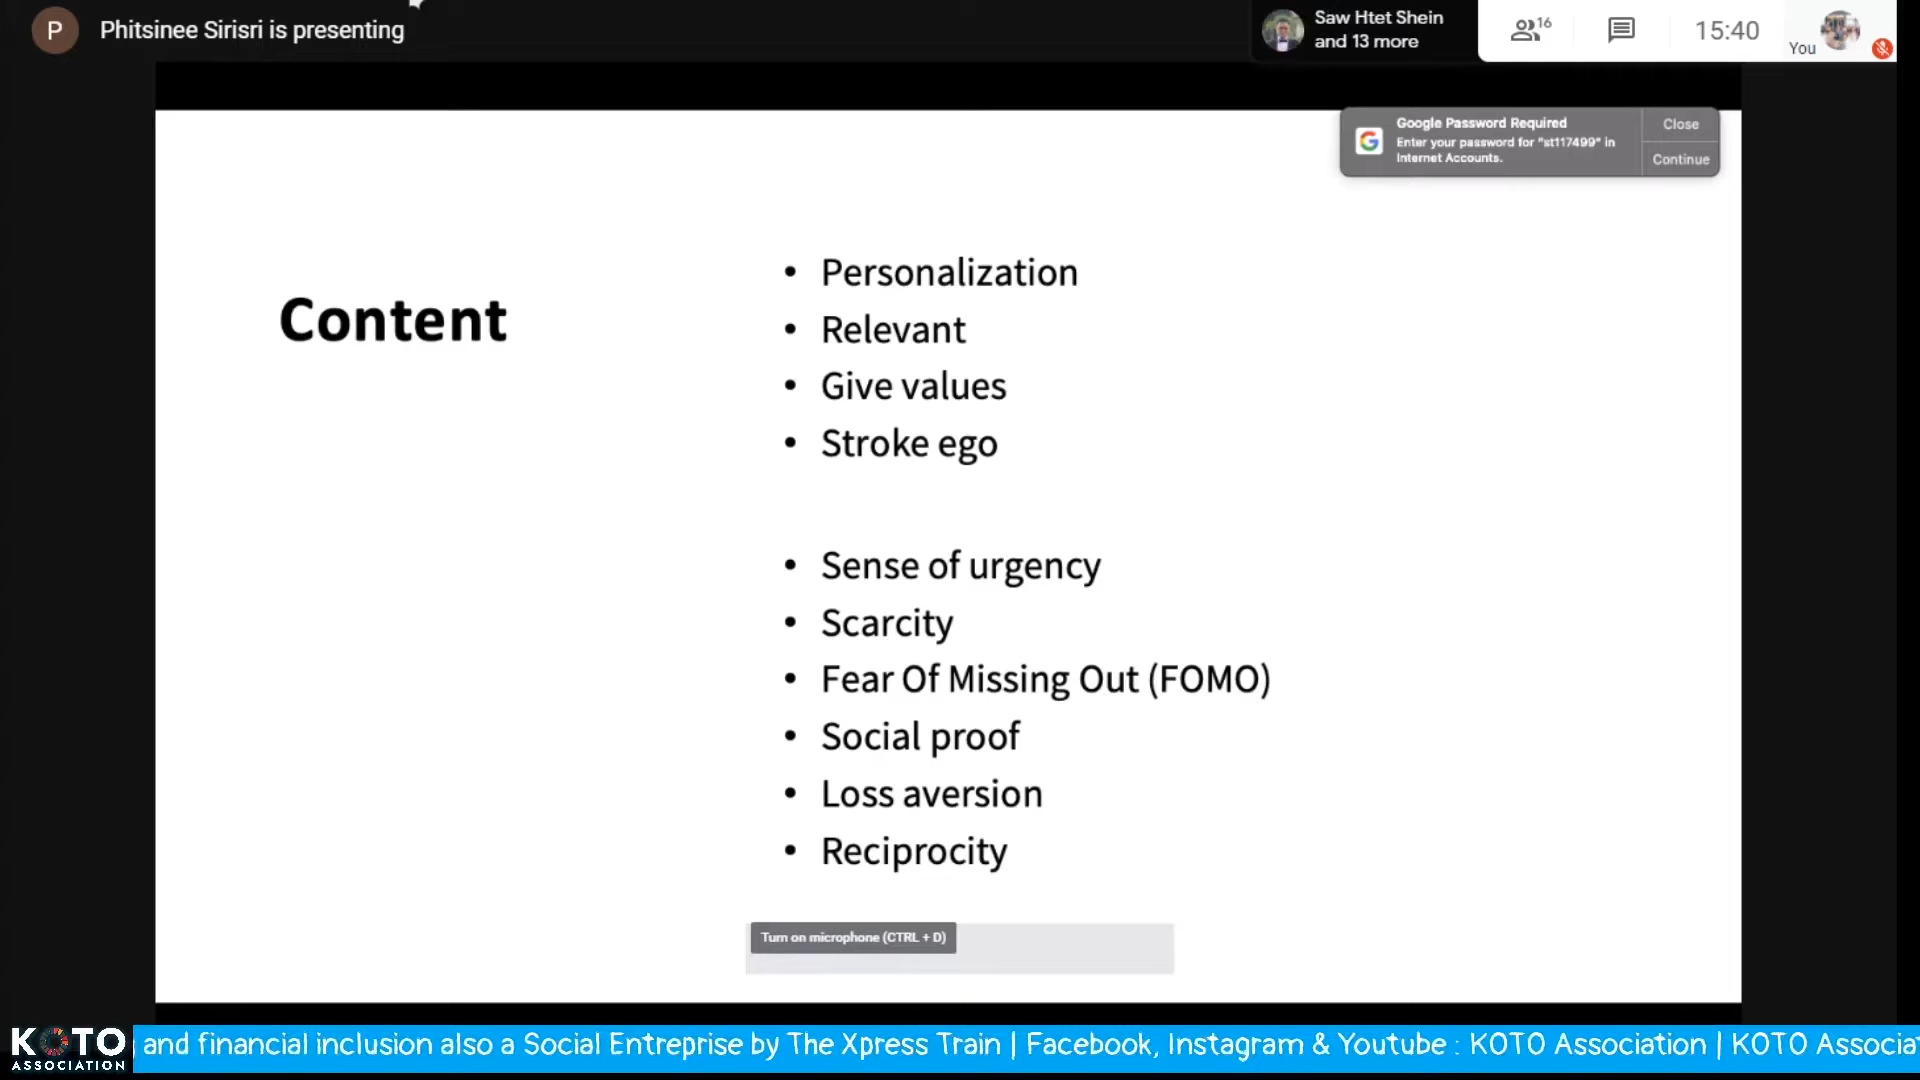 P
Phitsinee Sirisri is presenting
Saw Htet Shein
and 13 more
16
15:40
You
Google Password Required
Enter your password for "st117499" in
Internet Accounts.
Close
Continue
Content
• Personalization
• Relevant
• Give values
• Stroke ego
• Sense of urgency
• Scarcity
• Fear Of Missing Out (FOMO)
• Social proof
• Loss aversion
• Reciprocity
Turn on microphone (CTRL + D)
KOTO
ASSOCIATION
and financial inclusion also a Social Entreprise by The Xpress Train | Facebook, Instagram & Youtube : KOTO Association | KOTO Associa